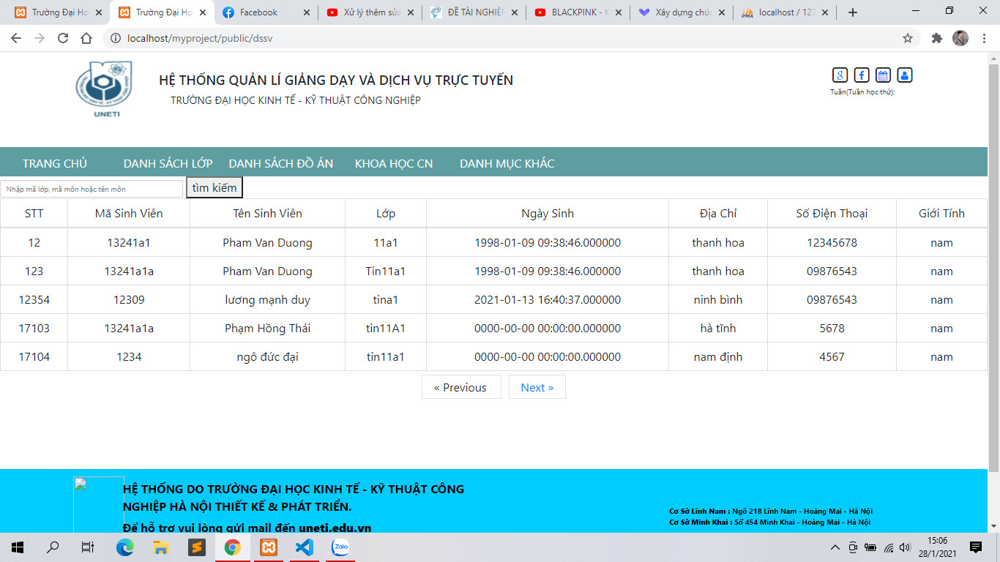 Trường Đại Họ
Trường Đại Họ
Facebook
Xử lý thêm sửa
ĐỀ TÀI NGHIÊN
BLACKPINK - K
Xây dựng chức
localhost / 127
localhost/myproject/public/dssv
UNETI
HỆ THỐNG QUẢN LÍ GIẢNG DẠY VÀ DỊCH VỤ TRỰC TUYẾN
TRƯỜNG ĐẠI HỌC KINH TẾ - KỸ THUẬT CÔNG NGHIỆP
Tuần(Tuần học thứ):
TRANG CHỦ DANH SÁCH LỚP DANH SÁCH ĐỒ ÁN KHOA HỌC CN DANH MỤC KHÁC
Nhập mã lớp, mã môn hoặc tên môn tìm kiếm
STT Mã Sinh Viên Tên Sinh Viên Lớp Ngày Sinh Địa Chỉ Số Điện Thoại Giới Tính
12 13241a1 Pham Van Duong 11a1 1998-01-09 09:38:46.000000 thanh hoa 12345678 nam
123 13241a1a Pham Van Duong Tin11a1 1998-01-09 09:38:46.000000 thanh hoa 09876543 nam
12354 12309 lương mạnh duy tina1 2021-01-13 16:40:37.000000 ninh bình 09876543 nam
17103 13241a1a Phạm Hồng Thái tin11A1 0000-00-00 00:00:00.000000 hà tĩnh 5678 nam
17104 1234 ngô đức đại tin11a1 0000-00-00 00:00:00.000000 nam định 4567 nam
« Previous Next »
HỆ THỐNG DO TRƯỜNG ĐẠI HỌC KINH TẾ - KỸ THUẬT CÔNG
NGHIỆP HÀ NỘI THIẾT KẾ & PHÁT TRIỂN.
Để hỗ trợ vui lòng gửi mail đến uneti.edu.vn
Cơ Sở Lĩnh Nam : Ngõ 218 Lĩnh Nam - Hoàng Mai - Hà Nội
Cơ Sở Minh Khai : Số 454 Minh Khai - Hoàng Mai - Hà Nội
Zalo
15:06
28/1/2021